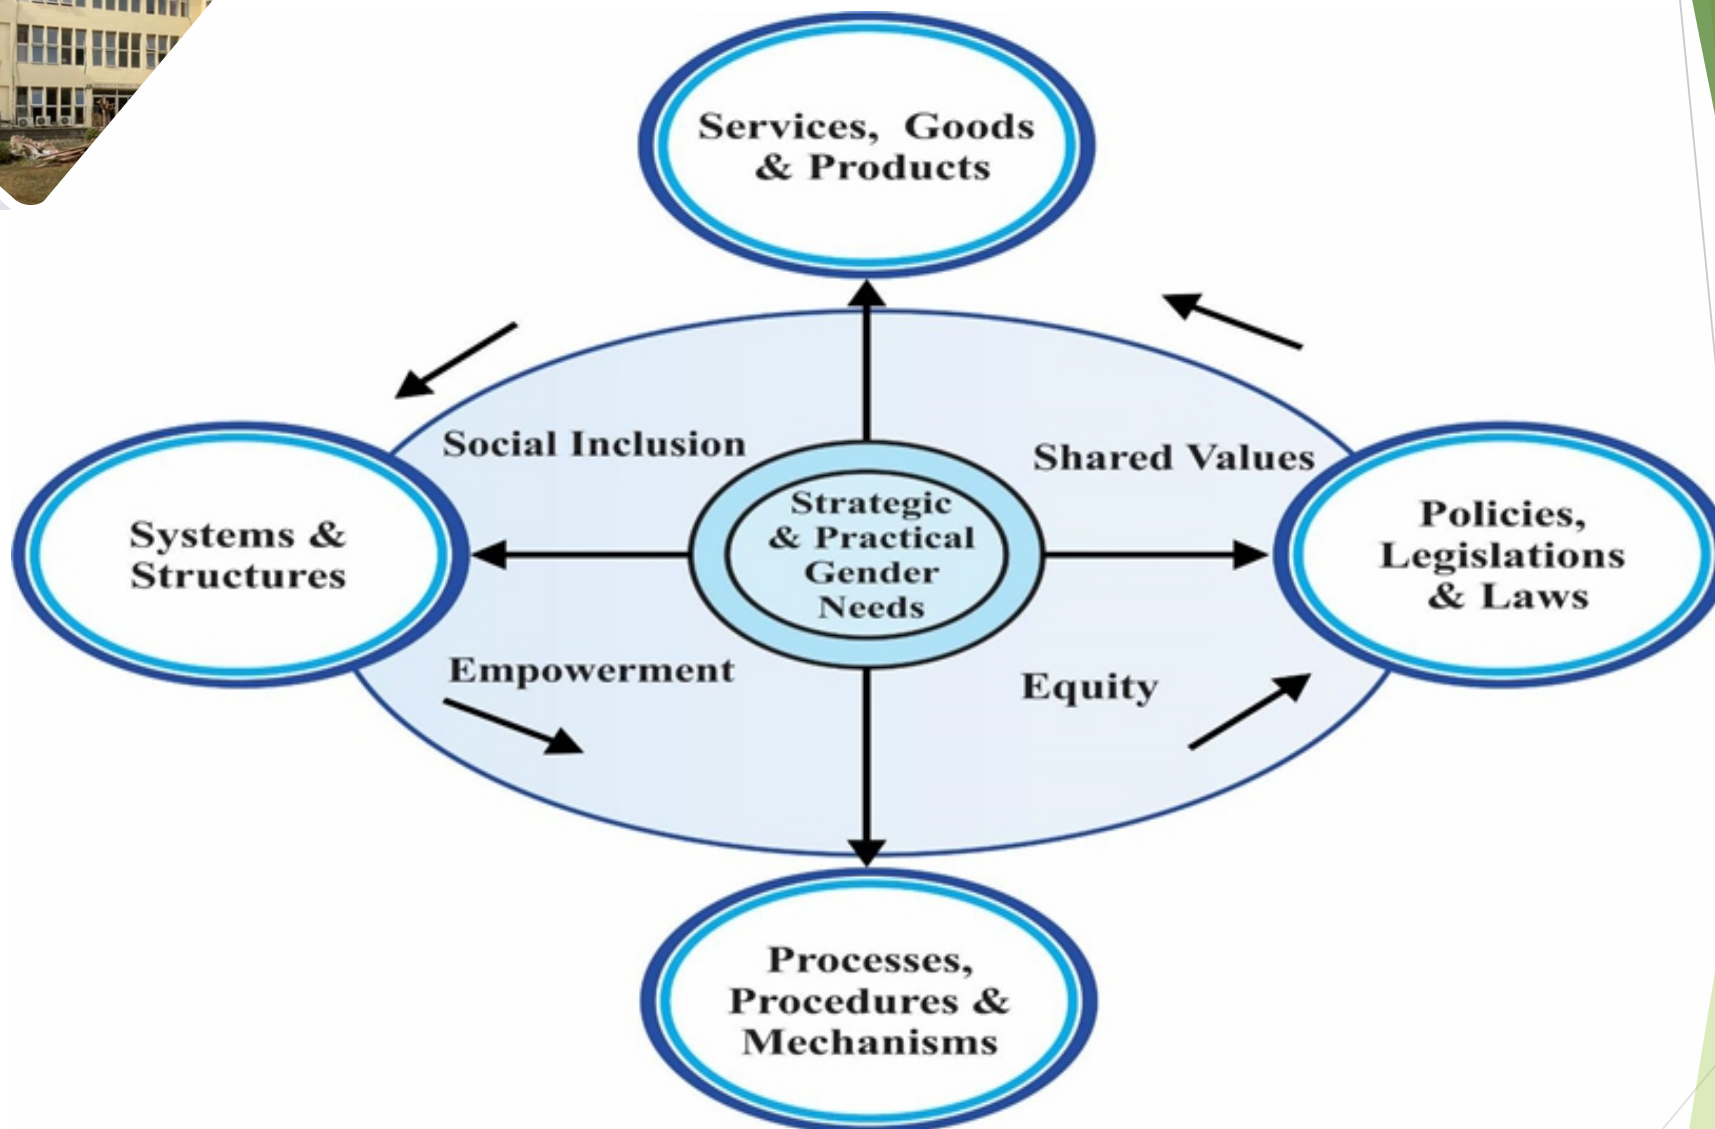 Services, Goods
& Products
Social Inclusion
Shared Values
Systems &
Structures
Strategic
& Practical
Gender
Needs
Policies,
Legislations
& Laws
Empowerment
Equity
Processes,
Procedures &
Mechanisms